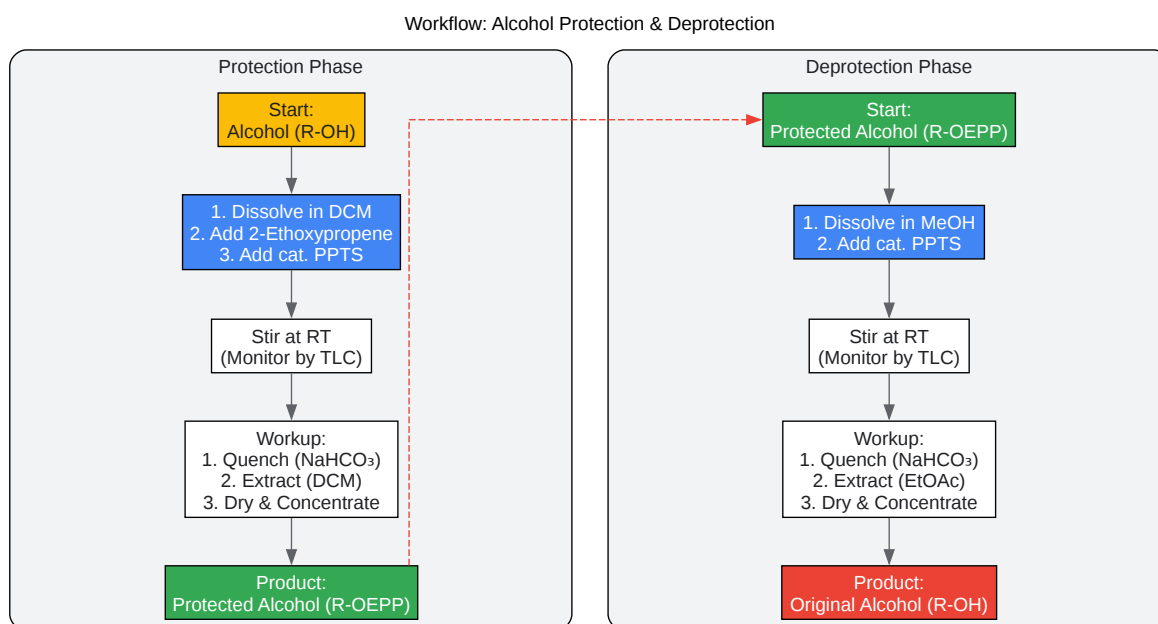 Workflow: Alcohol Protection & Deprotection
Protection Phase
Start:
Alcohol (R-OH)
1. Dissolve in DCM
2. Add 2-Ethoxypropene
3. Add cat. PPTS
Stir at RT
(Monitor by TLC)
Workup:
1. Quench (NaHCO₃)
2. Extract (DCM)
3. Dry & Concentrate
Product:
Protected Alcohol (R-OEPP)
Deprotection Phase
Start:
Protected Alcohol (R-OEPP)
1. Dissolve in MeOH
2. Add cat. PPTS
Stir at RT
(Monitor by TLC)
Workup:
1. Quench (NaHCO₃)
2. Extract (EtOAc)
3. Dry & Concentrate
Product:
Original Alcohol (R-OH)